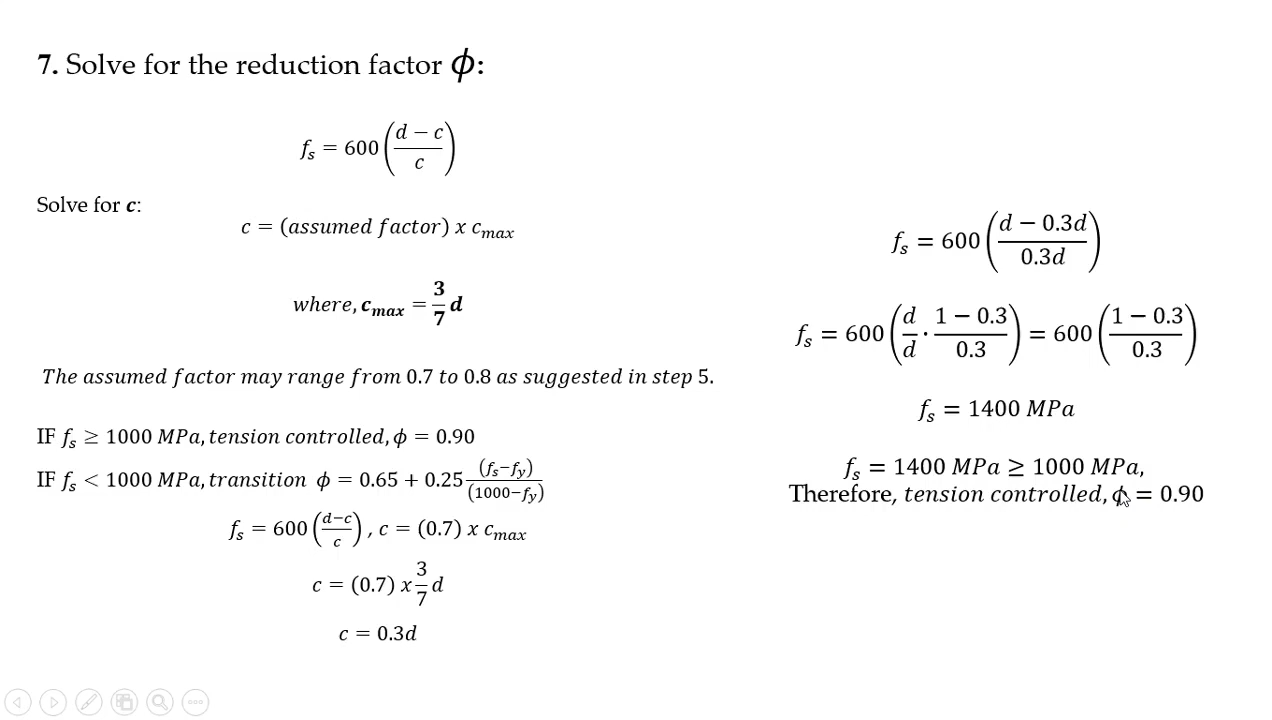 7. Solve for the reduction factor ϕ:
f_s = 600 ((d − c)/c)
Solve for c:
c = (assumed factor) x c_max
where, c_max = 3/7 d
The assumed factor may range from 0.7 to 0.8 as suggested in step 5.
IF f_s ≥ 1000 MPa, tension controlled, ϕ = 0.90
IF f_s < 1000 MPa, transition ϕ = 0.65 + 0.25 (f_s−f_y)/(1000−f_y)
f_s = 600 ((d−c)/c) , c = (0.7) x c_max
c = (0.7) x 3/7 d
c = 0.3d
f_s = 600 ((d − 0.3d)/0.3d)
f_s = 600 (d/d · (1 − 0.3)/0.3) = 600 ((1 − 0.3)/0.3)
f_s = 1400 MPa
f_s = 1400 MPa ≥ 1000 MPa,
Therefore, tension controlled, ϕ = 0.90